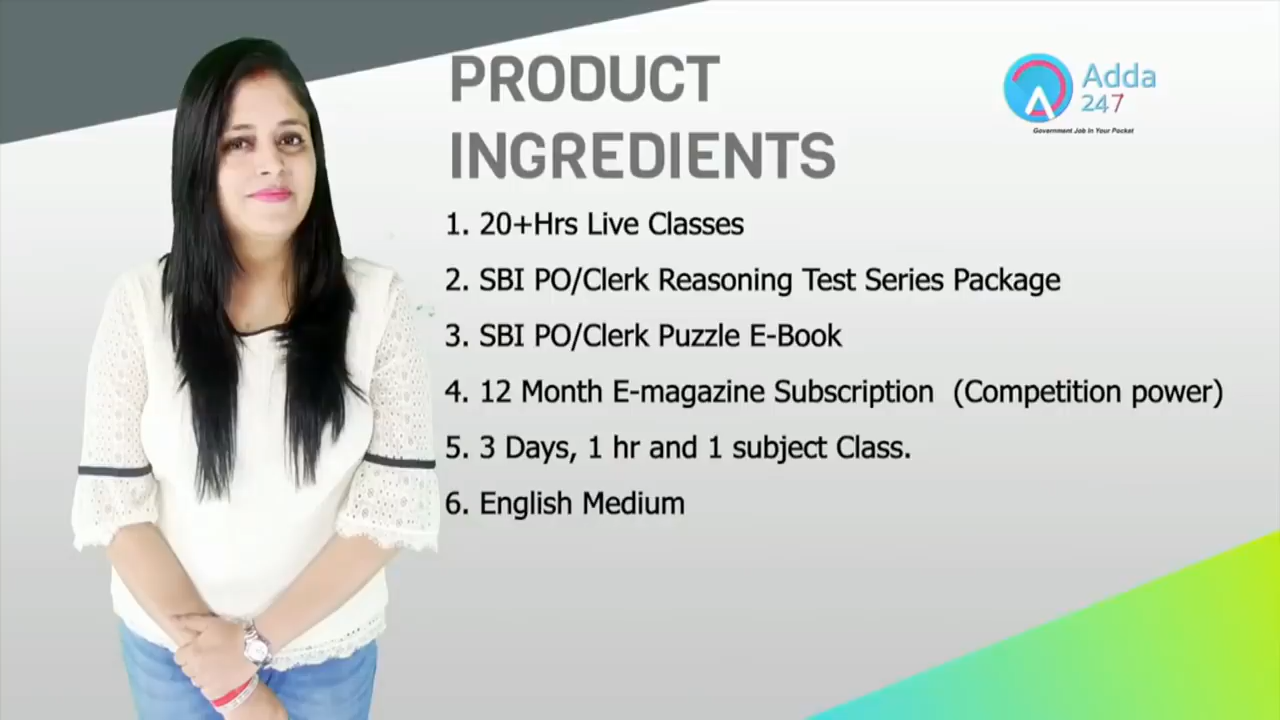 PRODUCT
INGREDIENTS
Adda
247
Government Job In Your Pocket
1. 20+Hrs Live Classes
2. SBI PO/Clerk Reasoning Test Series Package
3. SBI PO/Clerk Puzzle E-Book
4. 12 Month E-magazine Subscription (Competition power)
5. 3 Days, 1 hr and 1 subject Class.
6. English Medium